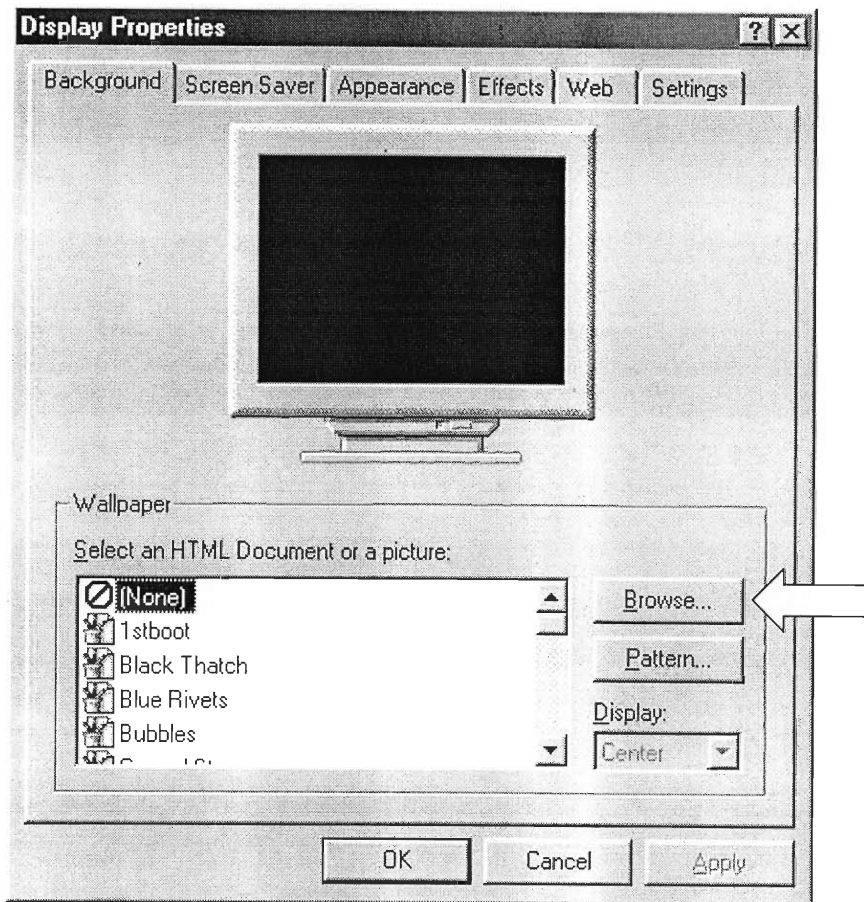 Display Properties
Background Screen Saver Appearance Effects Web Settings
Wallpaper
Select an HTML Document or a picture:
(None)
1stboot
Black Thatch
Blue Rivets
Bubbles
Browse...
Pattern...
Display:
Center
OK Cancel Apply